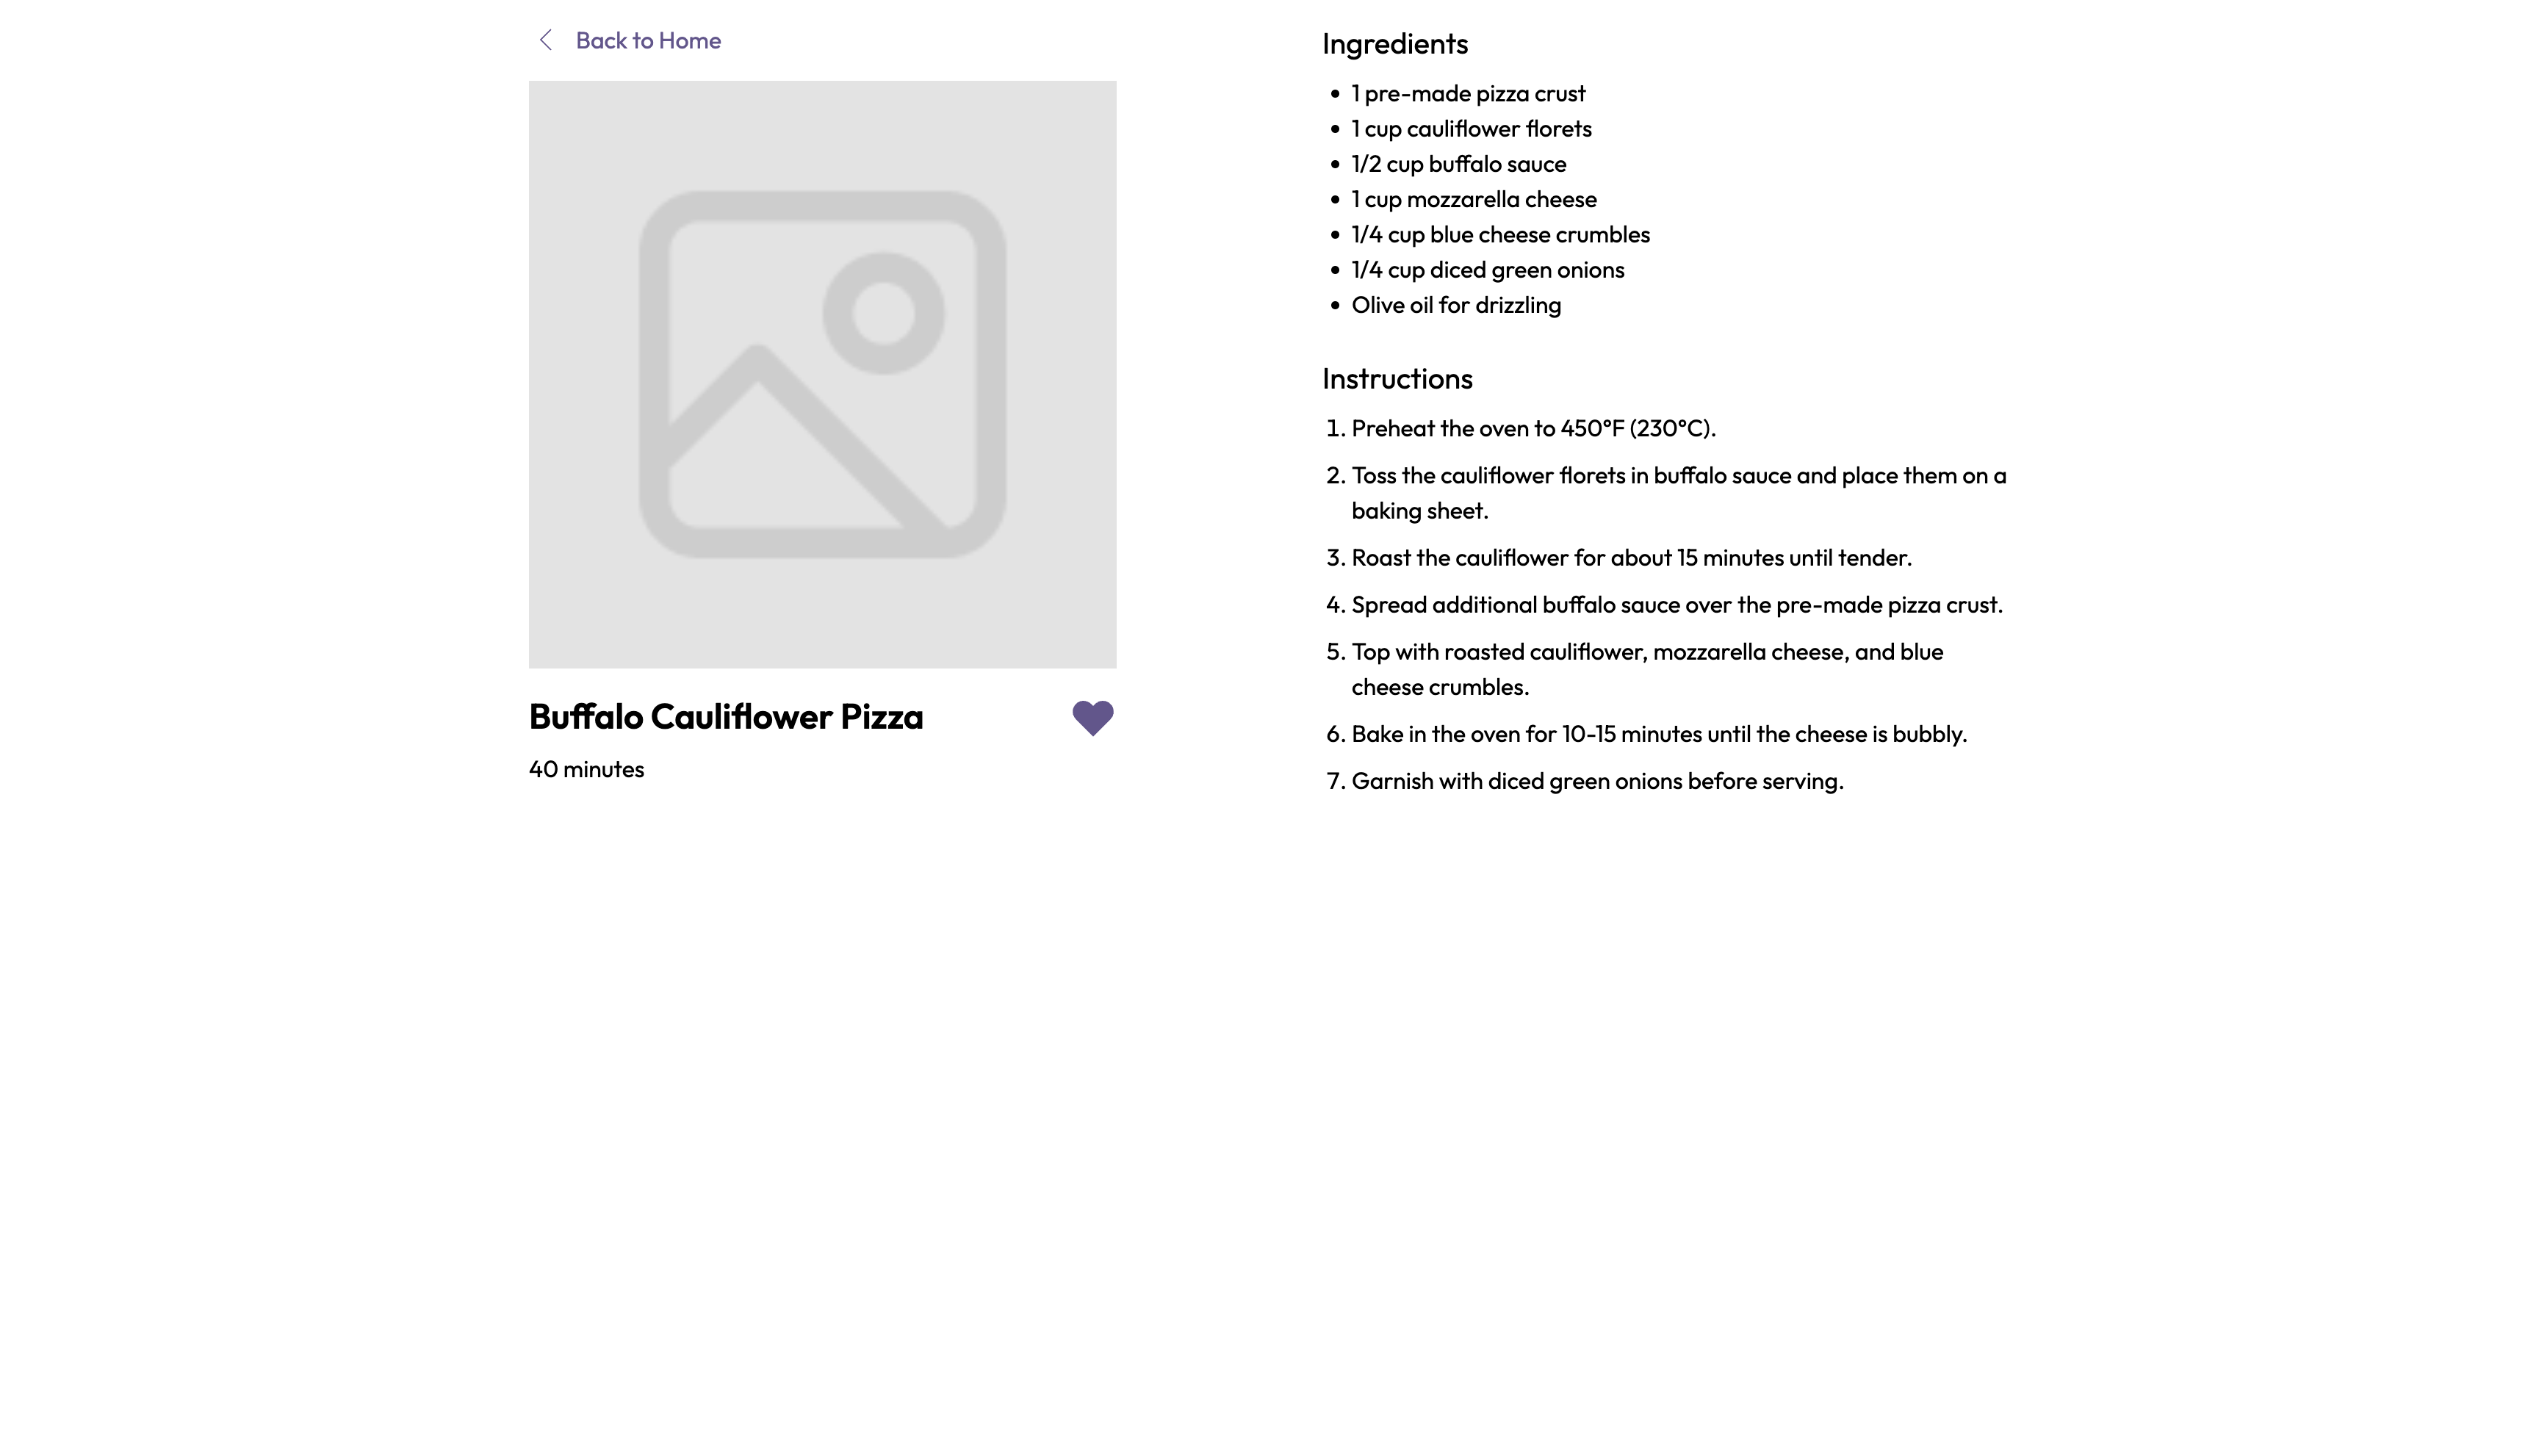 Back to Home
Buffalo Cauliflower Pizza
40 minutes
Ingredients
• 1 pre-made pizza crust
• 1 cup cauliflower florets
• 1/2 cup buffalo sauce
• 1 cup mozzarella cheese
• 1/4 cup blue cheese crumbles
• 1/4 cup diced green onions
• Olive oil for drizzling
Instructions
1. Preheat the oven to 450°F (230°C).
2. Toss the cauliflower florets in buffalo sauce and place them on a
baking sheet.
3. Roast the cauliflower for about 15 minutes until tender.
4. Spread additional buffalo sauce over the pre-made pizza crust.
5. Top with roasted cauliflower, mozzarella cheese, and blue
cheese crumbles.
6. Bake in the oven for 10-15 minutes until the cheese is bubbly.
7. Garnish with diced green onions before serving.